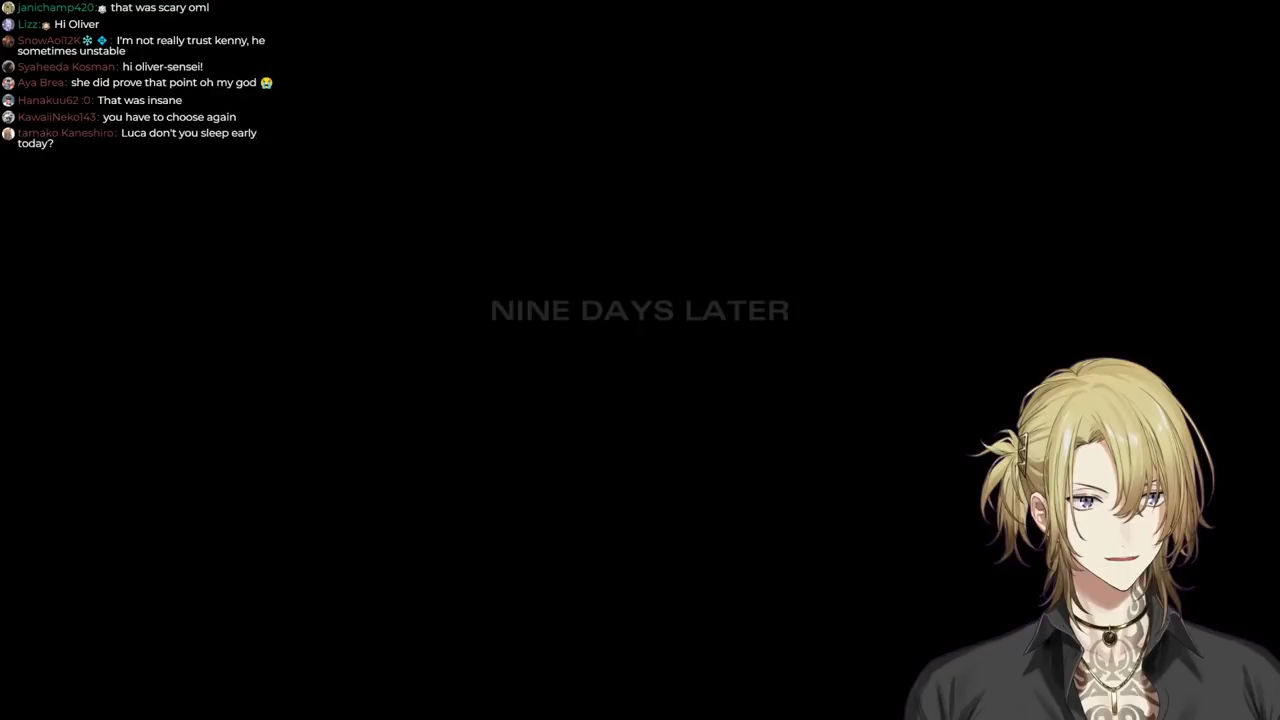 janichamp420: that was scary oml
Lizz: Hi Oliver
SnowAoi12K❄ 💠 : I'm not really trust kenny, he
sometimes unstable
Syaheeda Kosman: hi oliver-sensei!
Aya Brea: she did prove that point oh my god 😭
Hanakuu62 :0: That was insane
KawaiiNeko143: you have to choose again
tamako Kaneshiro: Luca don't you sleep early
today?
NINE DAYS LATER